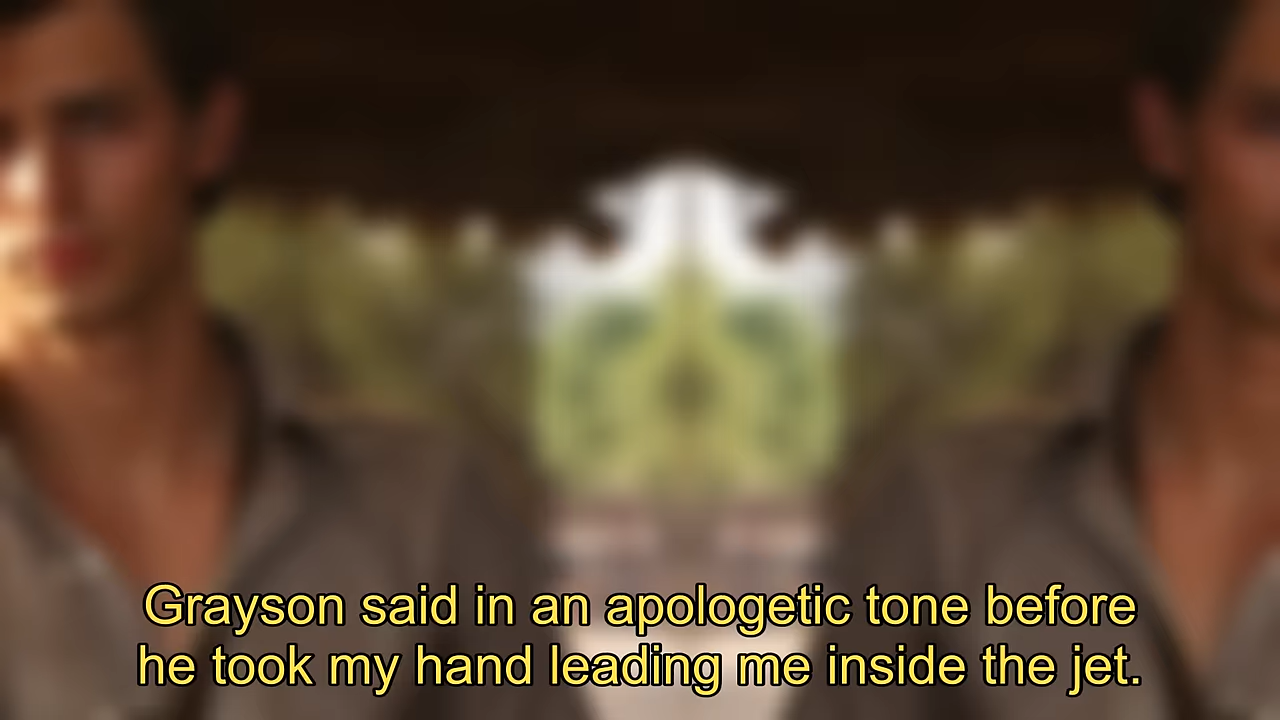 Grayson said in an apologetic tone before
he took my hand leading me inside the jet.